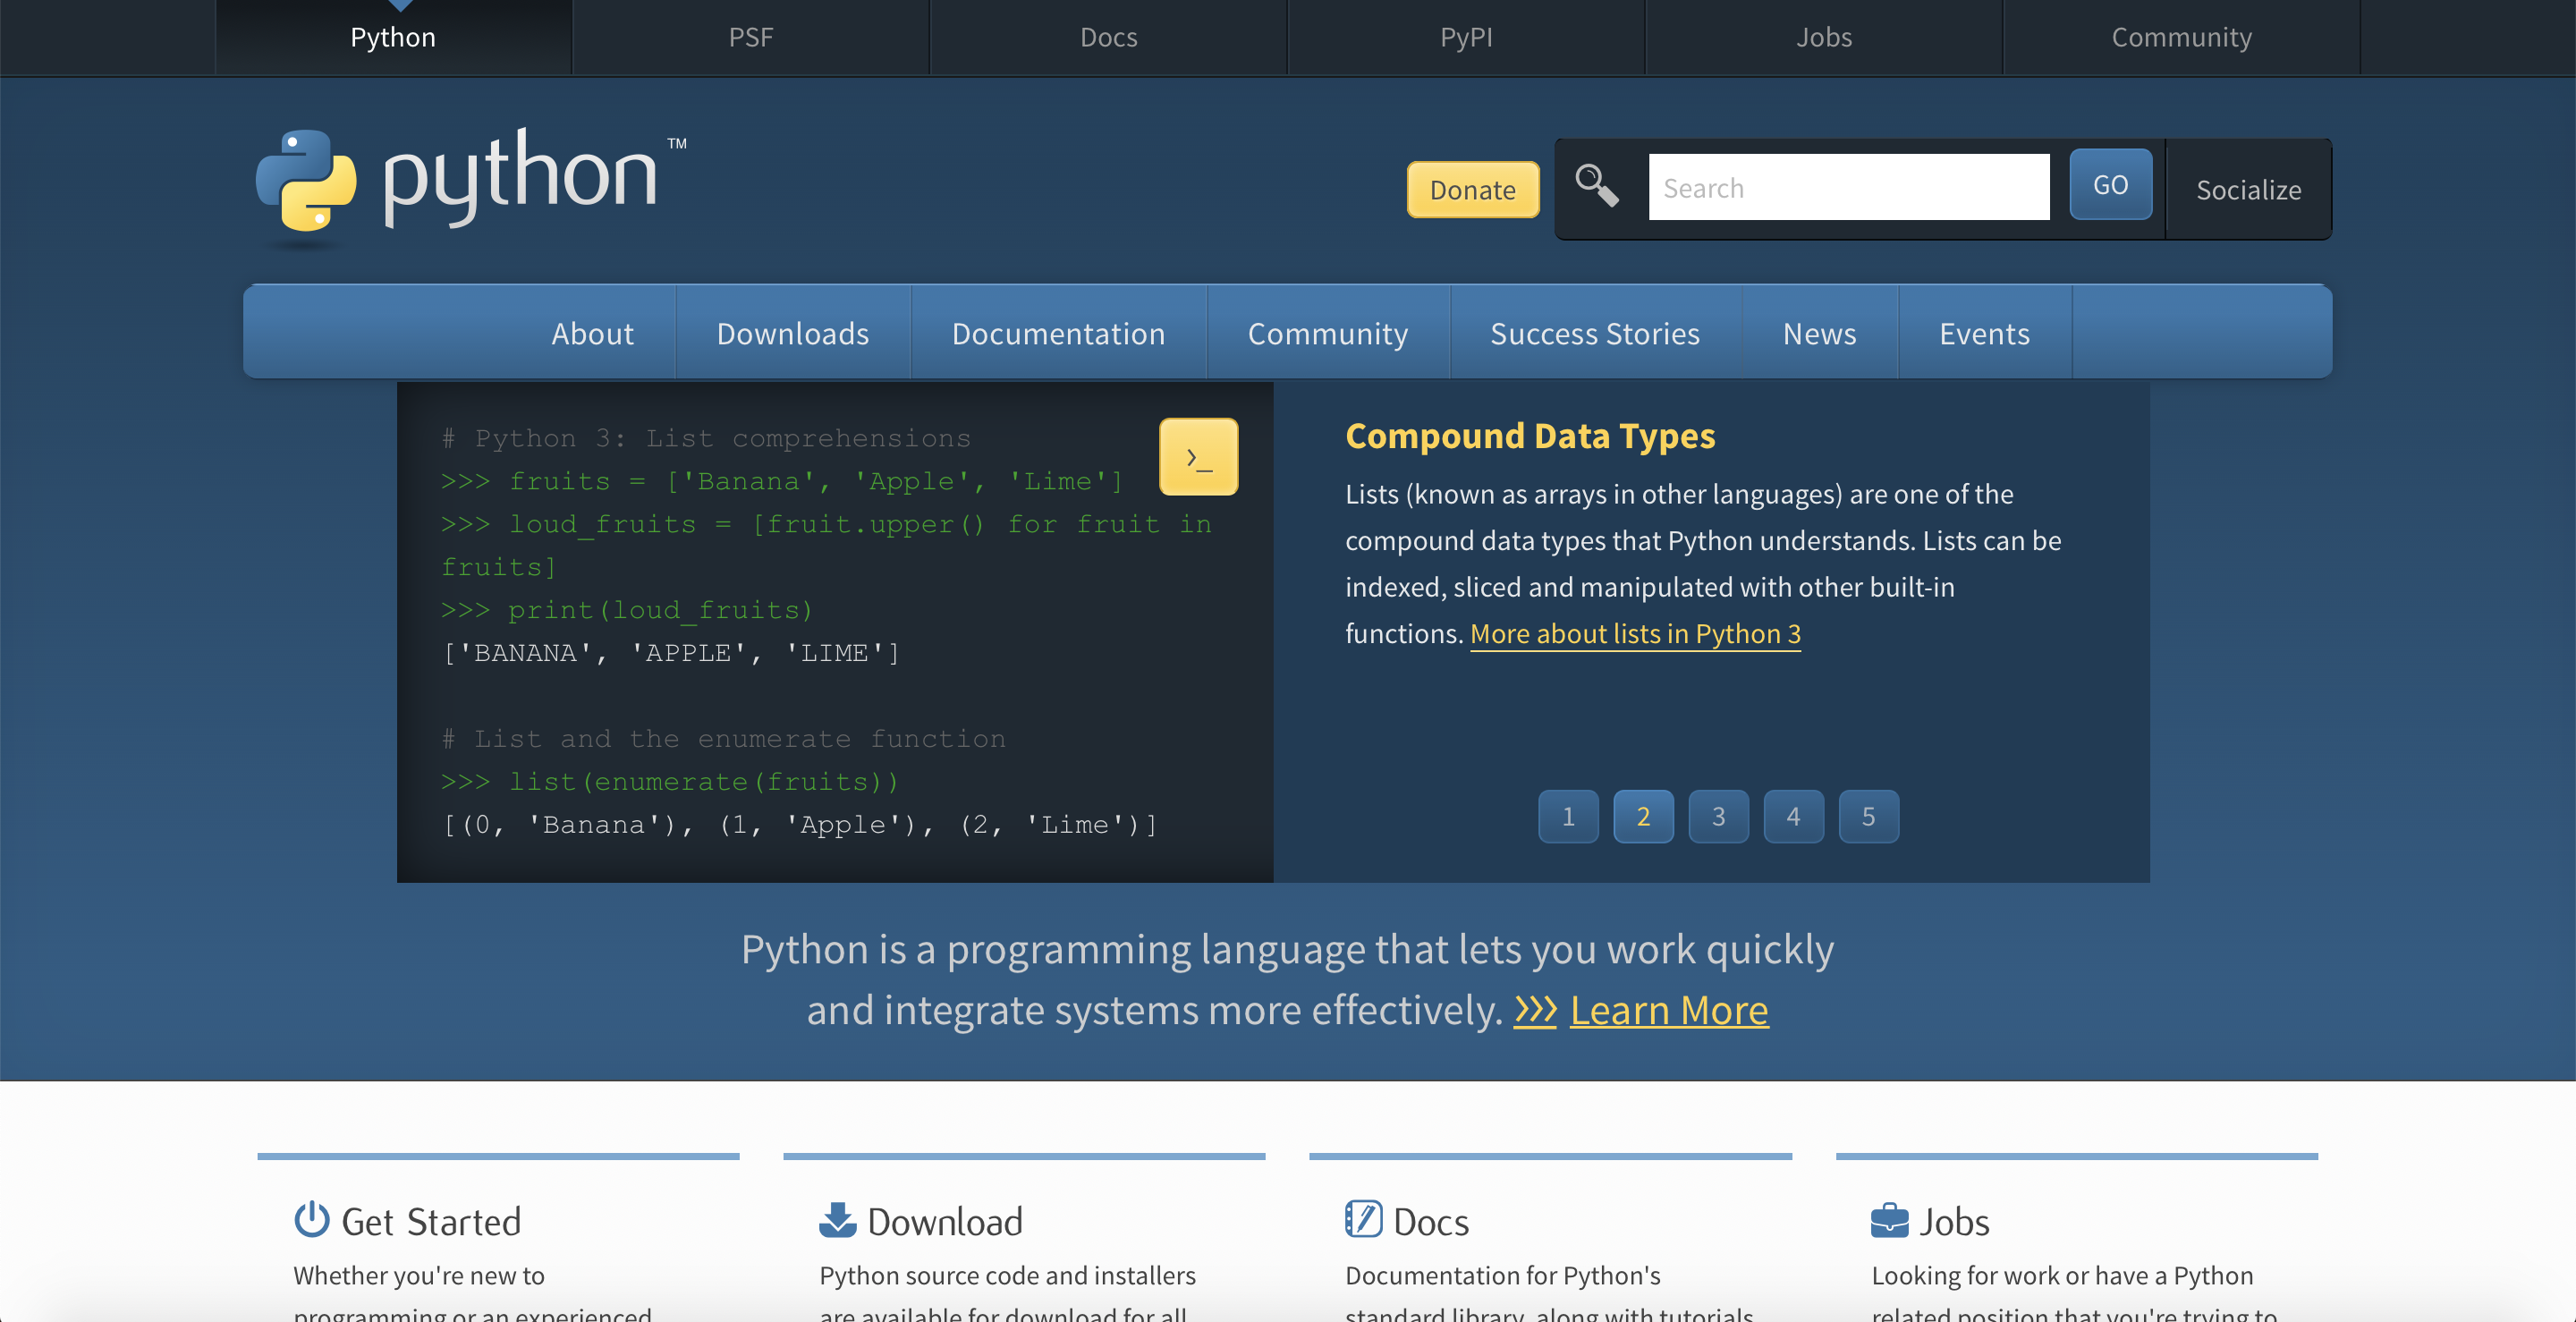 Python PSF Docs PyPI Jobs Community
python™
Donate Search GO Socialize
About Downloads Documentation Community Success Stories News Events
# Python 3: List comprehensions
>>> fruits = ['Banana', 'Apple', 'Lime']
>>> loud_fruits = [fruit.upper() for fruit in
fruits]
>>> print(loud_fruits)
['BANANA', 'APPLE', 'LIME']
# List and the enumerate function
>>> list(enumerate(fruits))
[(0, 'Banana'), (1, 'Apple'), (2, 'Lime')]
>_
Compound Data Types
Lists (known as arrays in other languages) are one of the
compound data types that Python understands. Lists can be
indexed, sliced and manipulated with other built-in
functions. More about lists in Python 3
1 2 3 4 5
Python is a programming language that lets you work quickly
and integrate systems more effectively. >>> Learn More
Get Started
Whether you're new to
programming or an experienced
Download
Python source code and installers
are available for download for all
Docs
Documentation for Python's
standard library, along with tutorials
Jobs
Looking for work or have a Python
related position that you're trying to